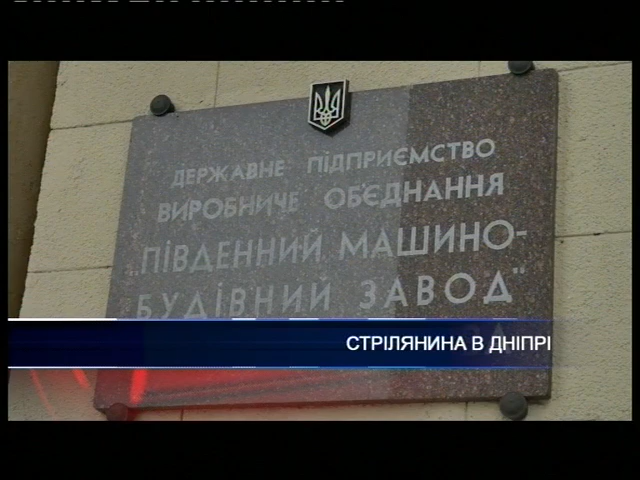 ДЕРЖАВНЕ ПІДПРИЄМСТВО
ВИРОБНИЧЕ ОБ'ЄДНАННЯ
"ПІВДЕННИЙ МАШИНО-
БУДІВНИЙ ЗАВОД"
СТРІЛЯНИНА В ДНІПРІ